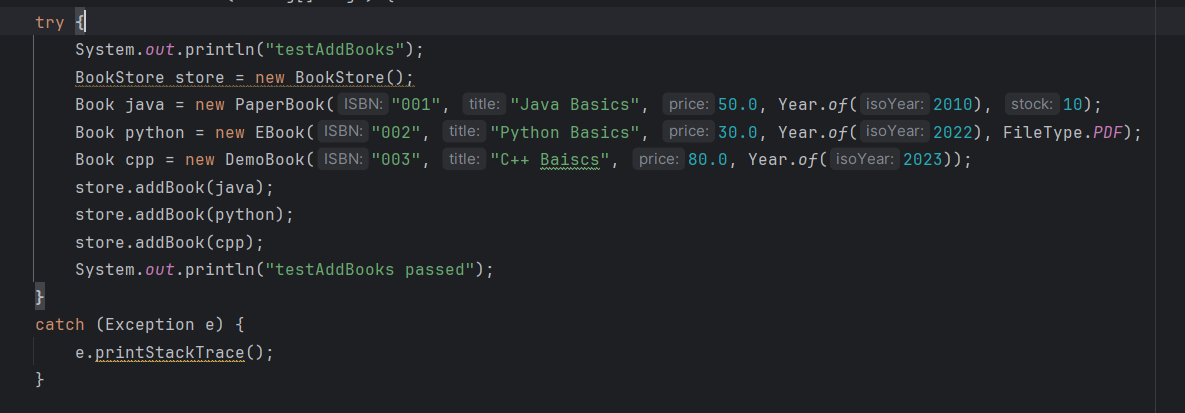 try {
System.out.println("testAddBooks");
BookStore store = new BookStore();
Book java = new PaperBook( ISBN: "001", title: "Java Basics", price: 50.0, Year.of( isoYear: 2010), stock: 10);
Book python = new EBook( ISBN: "002", title: "Python Basics", price: 30.0, Year.of( isoYear: 2022), FileType.PDF);
Book cpp = new DemoBook( ISBN: "003", title: "C++ Baiscs", price: 80.0, Year.of( isoYear: 2023));
store.addBook(java);
store.addBook(python);
store.addBook(cpp);
System.out.println("testAddBooks passed");
}
catch (Exception e) {
e.printStackTrace();
}